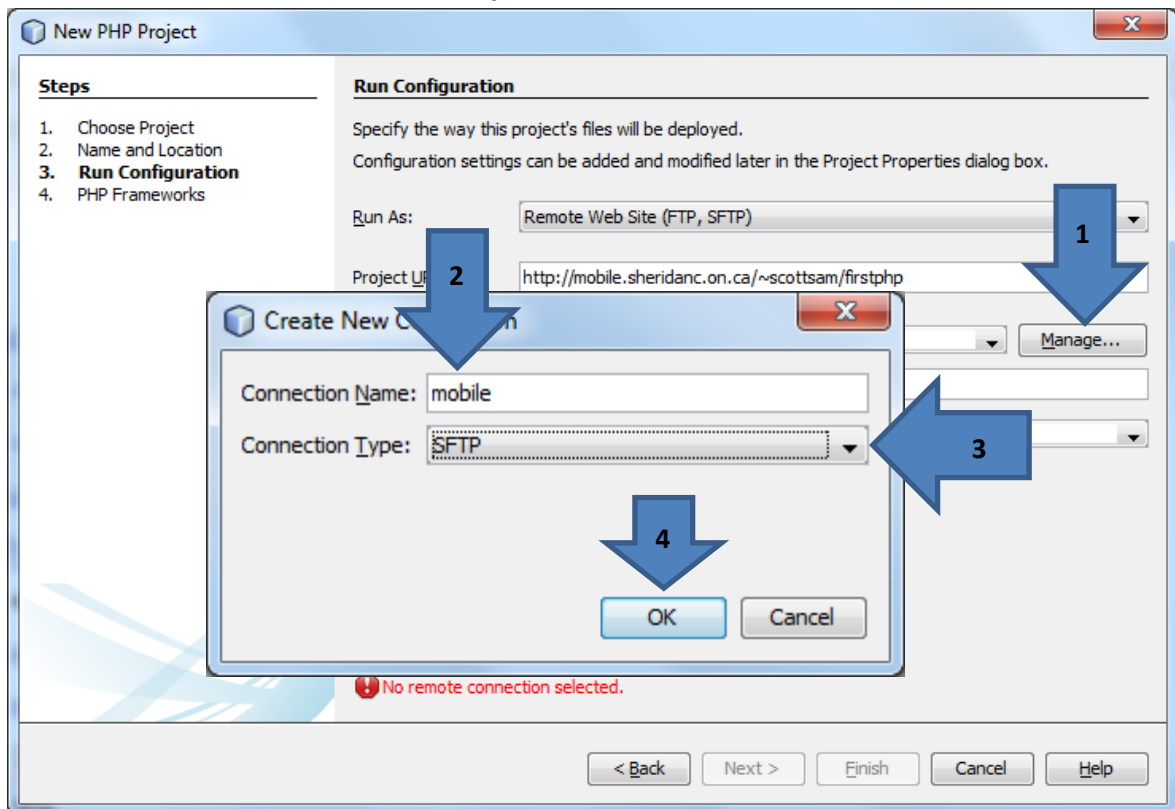 New PHP Project
X
Steps
1. Choose Project
2. Name and Location
3. Run Configuration
4. PHP Frameworks
Run Configuration
Specify the way this project's files will be deployed.
Configuration settings can be added and modified later in the Project Properties dialog box.
Run As: Remote Web Site (FTP, SFTP)
1
Project U http://mobile.sheridanc.on.ca/~scottsam/firstphp
2
Manage...
Create New C n
X
Connection Name: mobile
Connection Type: SFTP
3
4
OK Cancel
No remote connection selected.
< Back Next > Finish Cancel Help